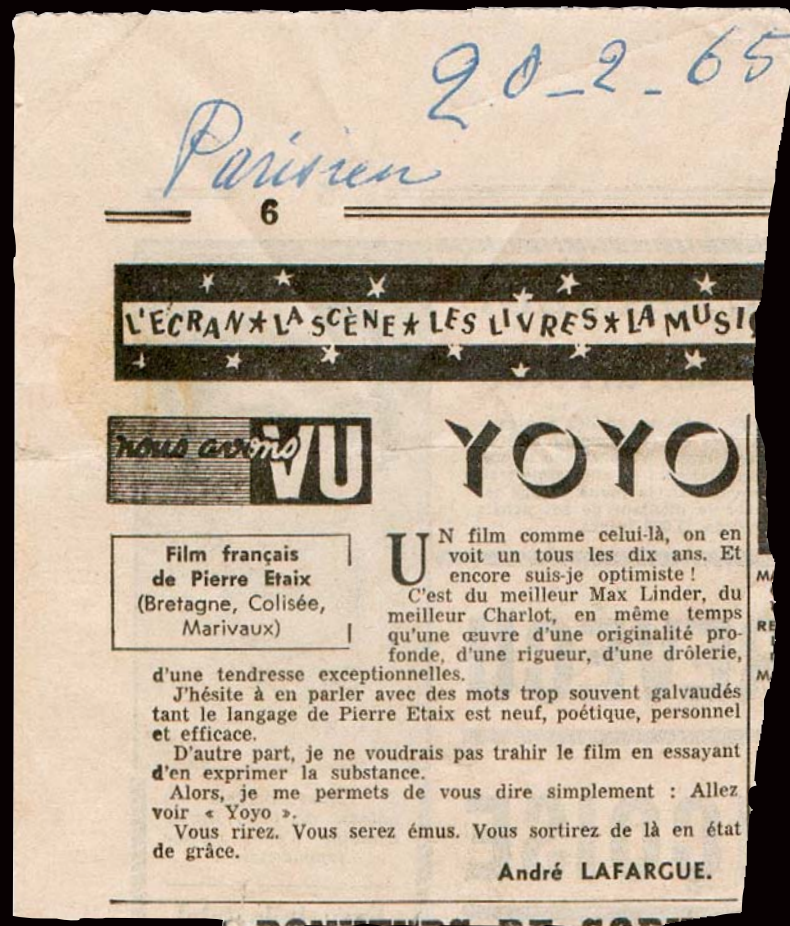 20-2-65
Parisien
6
L'ÉCRAN★LA SCÈNE★LES LIVRES★LA MUSI
nous avons VU
YOYO
Film français
de Pierre Etaix
(Bretagne, Colisée,
Marivaux)
UN film comme celui-là, on en
voit un tous les dix ans. Et
encore suis-je optimiste !
C'est du meilleur Max Linder, du
meilleur Charlot, en même temps
qu'une œuvre d'une originalité pro-
fonde, d'une rigueur, d'une drôlerie,
d'une tendresse exceptionnelles.
J'hésite à en parler avec des mots trop souvent galvaudés
tant le langage de Pierre Etaix est neuf, poétique, personnel
et efficace.
D'autre part, je ne voudrais pas trahir le film en essayant
d'en exprimer la substance.
Alors, je me permets de vous dire simplement : Allez
voir « Yoyo ».
Vous rirez. Vous serez émus. Vous sortirez de là en état
de grâce.
André LAFARGUE.
MA
RE
MA